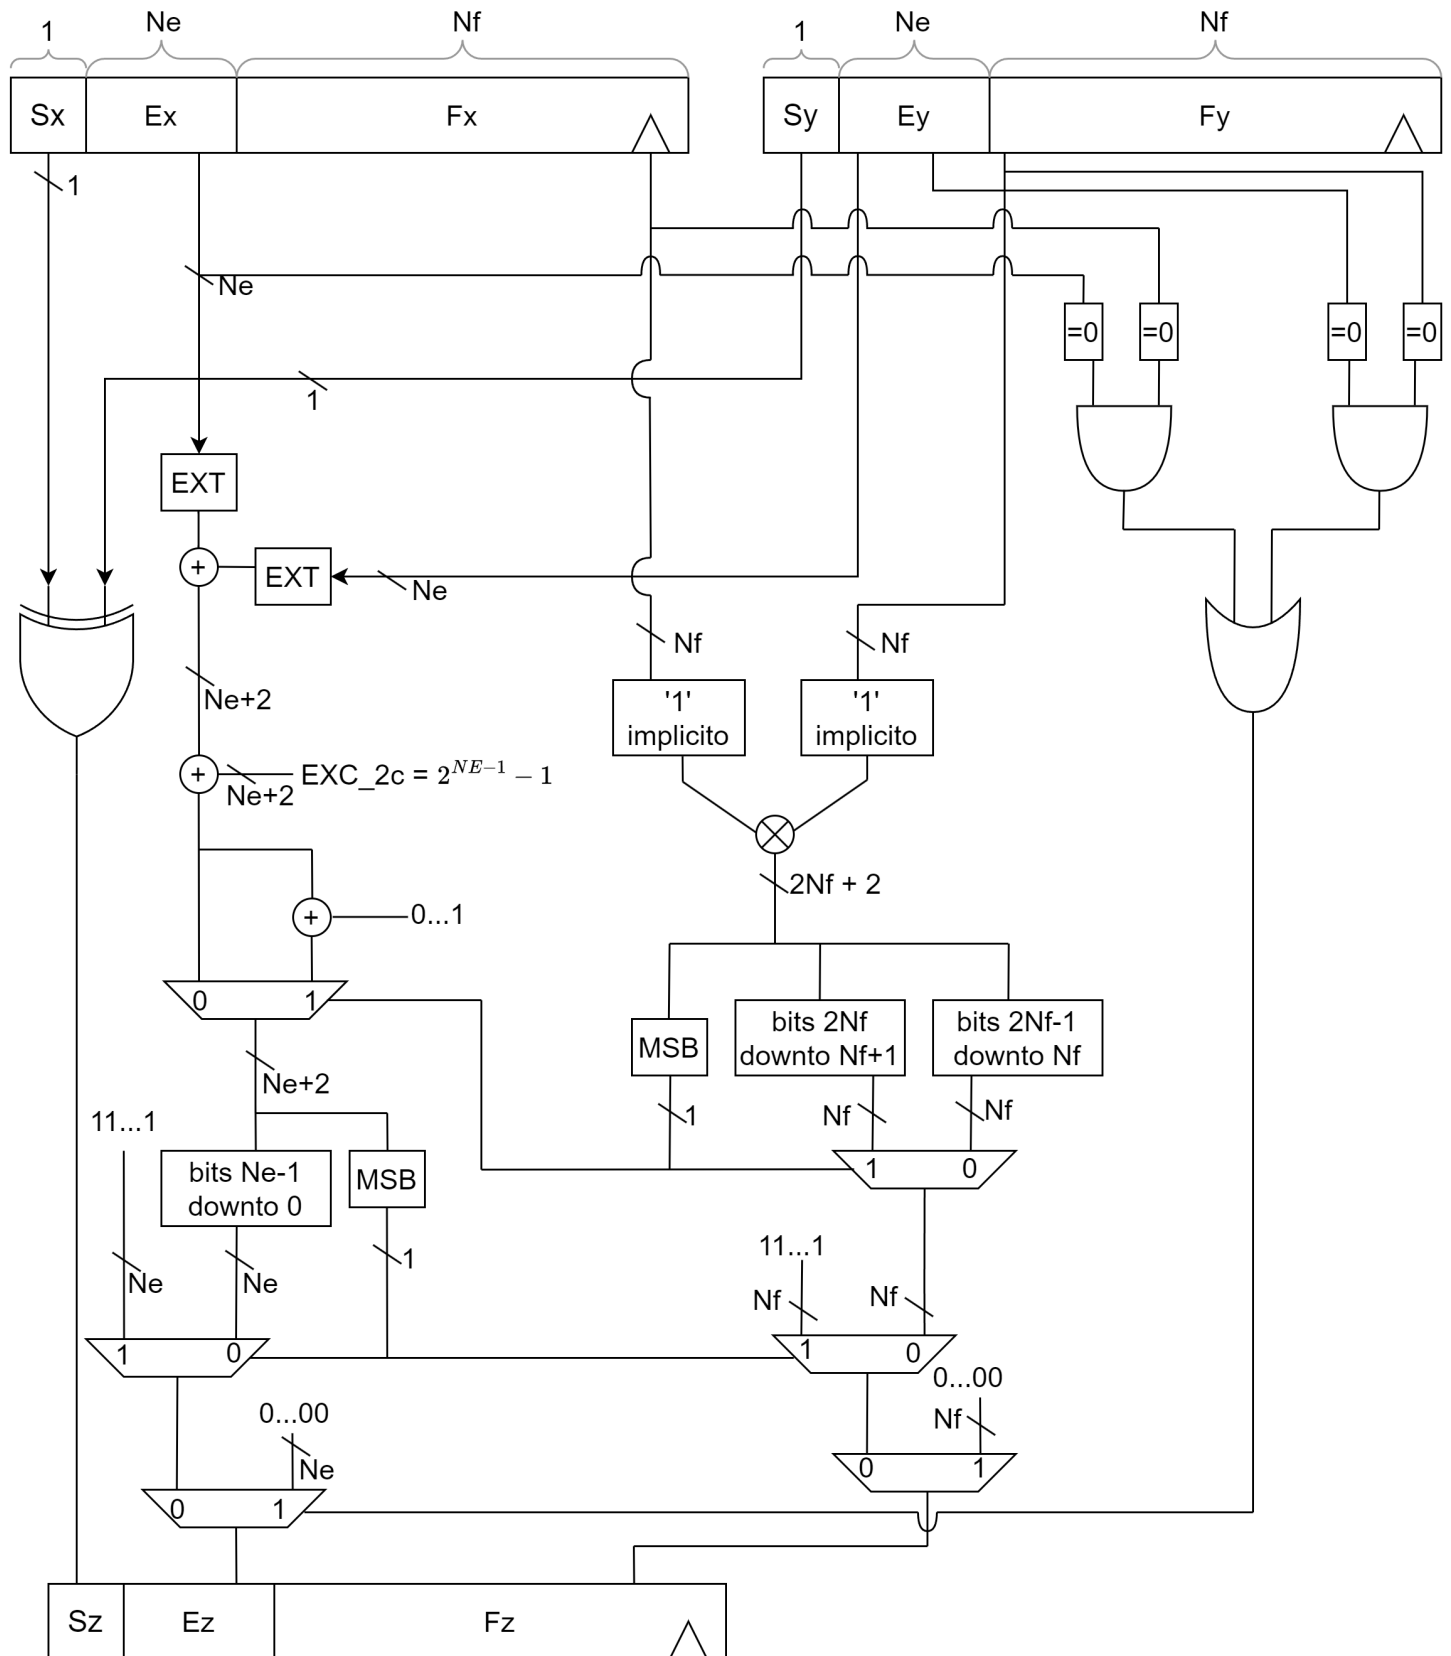 1
Ne
Nf
1
Ne
Nf
Sx
Ex
Fx
Sy
Ey
Fy
1
Ne
=0
=0
=0
=0
1
EXT
+
EXT
Ne
Nf
Nf
'1'
implicito
'1'
implicito
Ne+2
+
Ne+2
EXC_2c = 2^{NE-1} - 1
2Nf + 2
+
0...1
0
1
MSB
bits 2Nf
downto Nf+1
bits 2Nf-1
downto Nf
Ne+2
1
Nf
Nf
11...1
bits Ne-1
downto 0
MSB
1
0
Ne
Ne
1
11...1
Nf
Nf
1
0
1
0
0...00
Nf
0...00
Ne
0
1
0
1
Sz
Ez
Fz